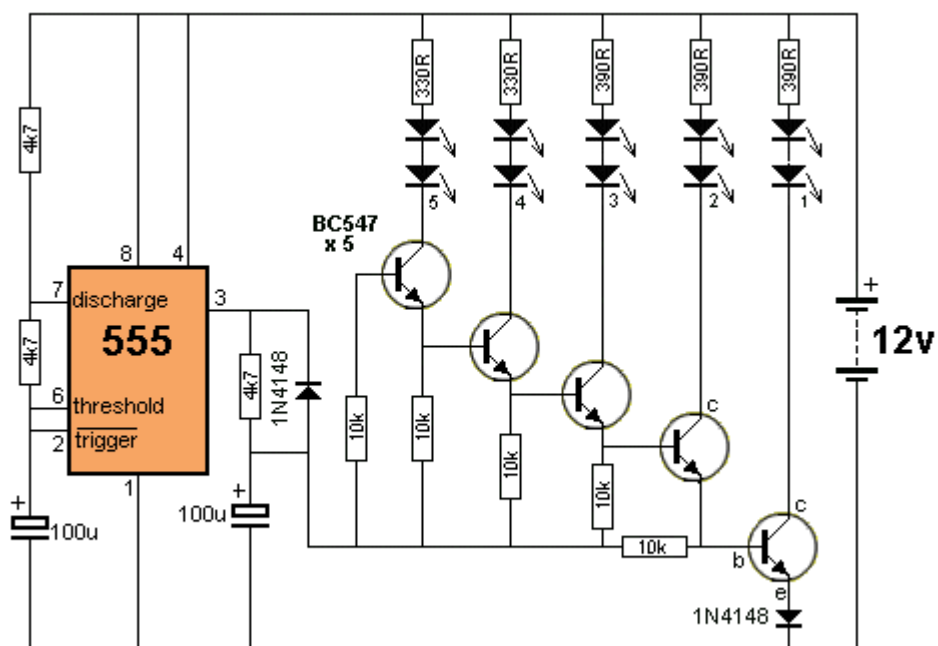 330R
330R
390R
390R
390R
4k7
5
4
3
2
1
BC547
x 5
8
4
7
discharge
3
555
4k7
4k7
1N4148
12v
+
6
threshold
2
trigger
10k
10k
10k
10k
c
1
+
100u
+
100u
10k
c
b
e
1N4148